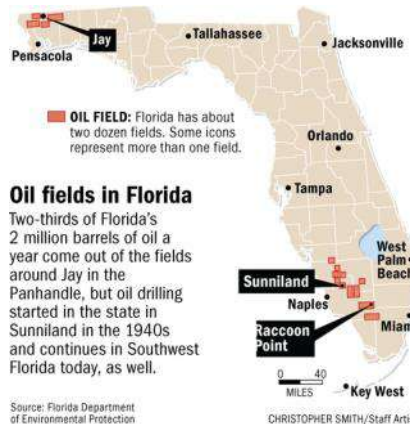 Jay
Tallahassee
Jacksonville
Pensacola
OIL FIELD: Florida has about
two dozen fields. Some icons
represent more than one field.
Orlando
Tampa
Oil fields in Florida
Two-thirds of Florida's
2 million barrels of oil a
year come out of the fields
around Jay in the
Panhandle, but oil drilling
started in the state in
Sunniland in the 1940s
and continues in Southwest
Florida today, as well.
West
Palm
Beach
Sunniland
Naples
Raccoon
Point
Miam
0 40
MILES
Key West
Source: Florida Department
of Environmental Protection
CHRISTOPHER SMITH/Staff Arti